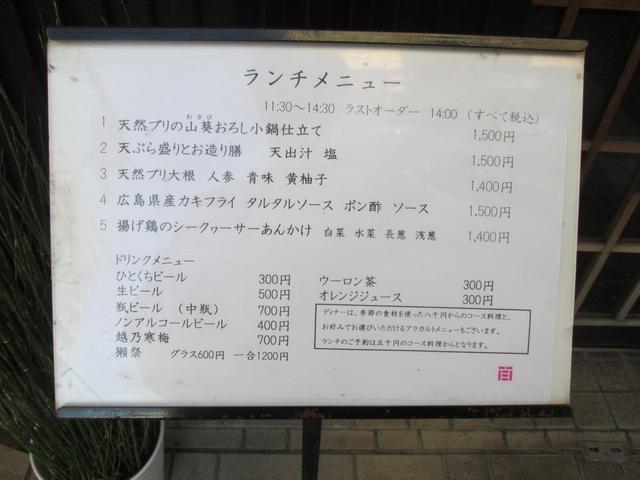 ランチメニュー
11:30～14:30 ラストオーダー 14:00 (すべて税込)
わさび
1 天然ブリの山葵おろし小鍋仕立て 1,500円
2 天ぷら盛りとお造り膳 天出汁 塩 1,500円
3 天然ブリ大根 人参 青味 黄柚子 1,400円
4 広島県産カキフライ タルタルソース ポン酢 ソース 1,500円
5 揚げ鶏のシークヮーサーあんかけ 白菜 水菜 長葱 浅葱 1,400円
ドリンクメニュー
ひとくちビール 300円
生ビール 500円
瓶ビール (中瓶) 700円
ノンアルコールビール 400円
越乃寒梅 700円
獺祭 グラス600円 一合1200円
ウーロン茶 300円
オレンジジュース 300円
ディナーは、季節の食材を使った八千円からのコース料理と、
お好みでお選びいただけるアラカルトメニューもございます。
ランチのご予約は五千円のコース料理からとなります。